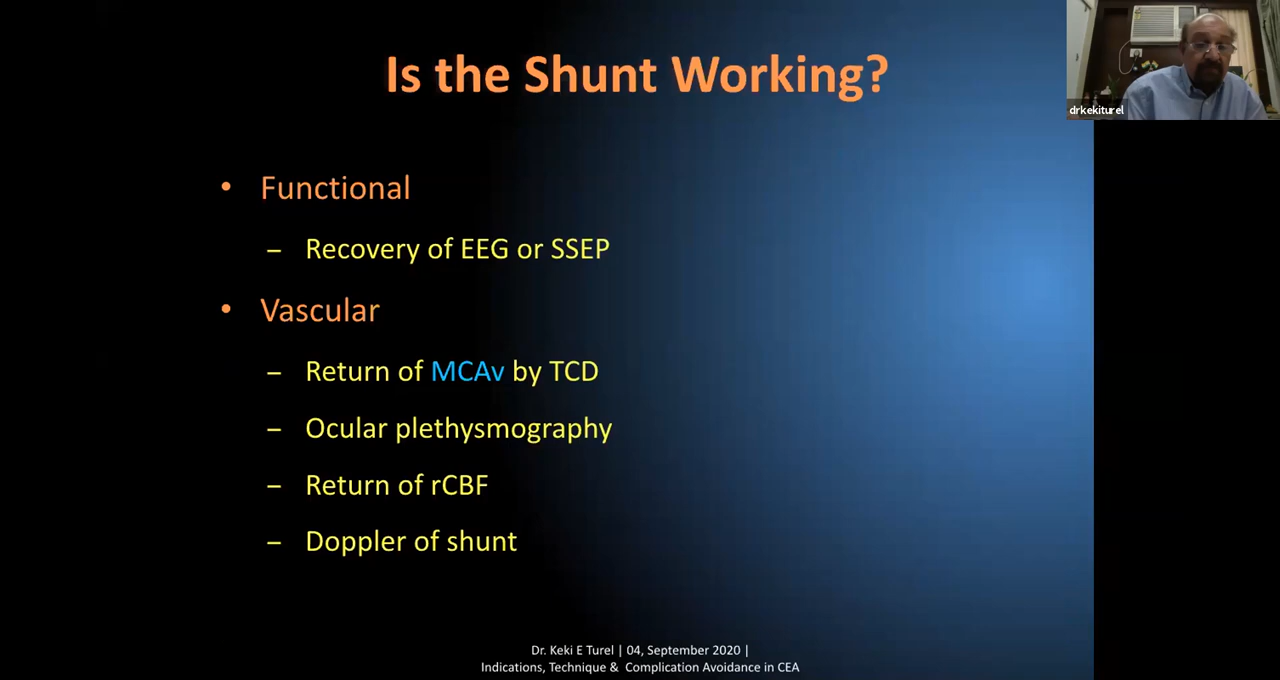 Is the Shunt Working?
drkekiturel
• Functional
– Recovery of EEG or SSEP
• Vascular
– Return of MCAv by TCD
– Ocular plethysmography
– Return of rCBF
– Doppler of shunt
Dr. Keki E Turel | 04, September 2020 |
Indications, Technique & Complication Avoidance in CEA